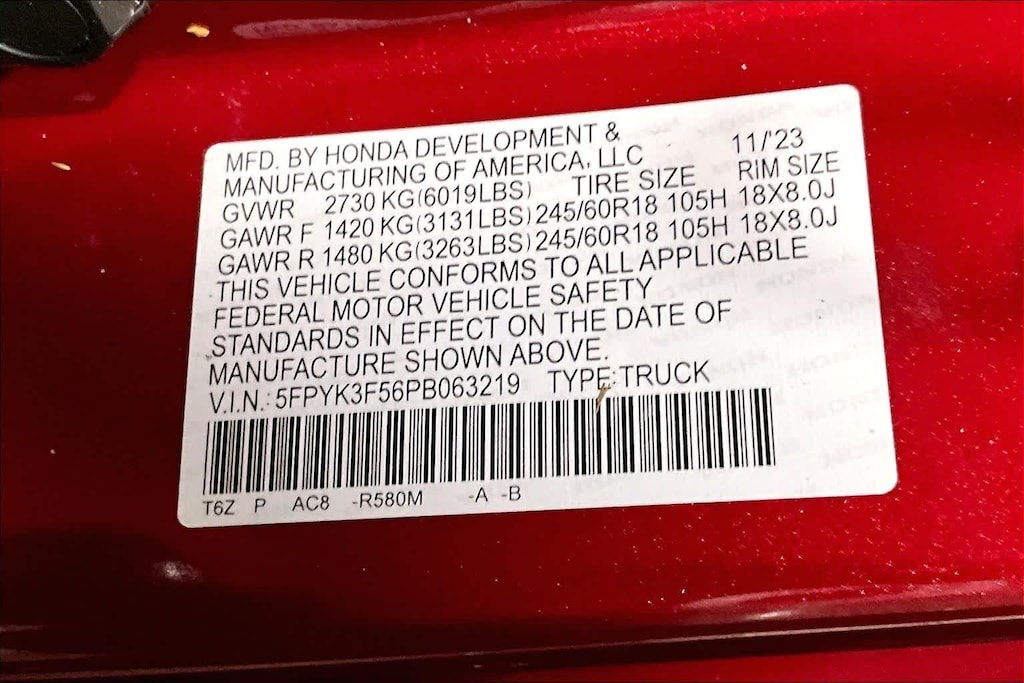 MFD. BY HONDA DEVELOPMENT &
MANUFACTURING OF AMERICA, LLC 11/'23
GVWR 2730 KG(6019LBS) TIRE SIZE RIM SIZE
GAWR F 1420 KG(3131LBS) 245/60R18 105H 18X8.0J
GAWR R 1480 KG(3263LBS) 245/60R18 105H 18X8.0J
THIS VEHICLE CONFORMS TO ALL APPLICABLE
FEDERAL MOTOR VEHICLE SAFETY
STANDARDS IN EFFECT ON THE DATE OF
MANUFACTURE SHOWN ABOVE.
V.I.N.: 5FPYK3F56PB063219 TYPE: TRUCK
T6Z P AC8 -R580M -A -B